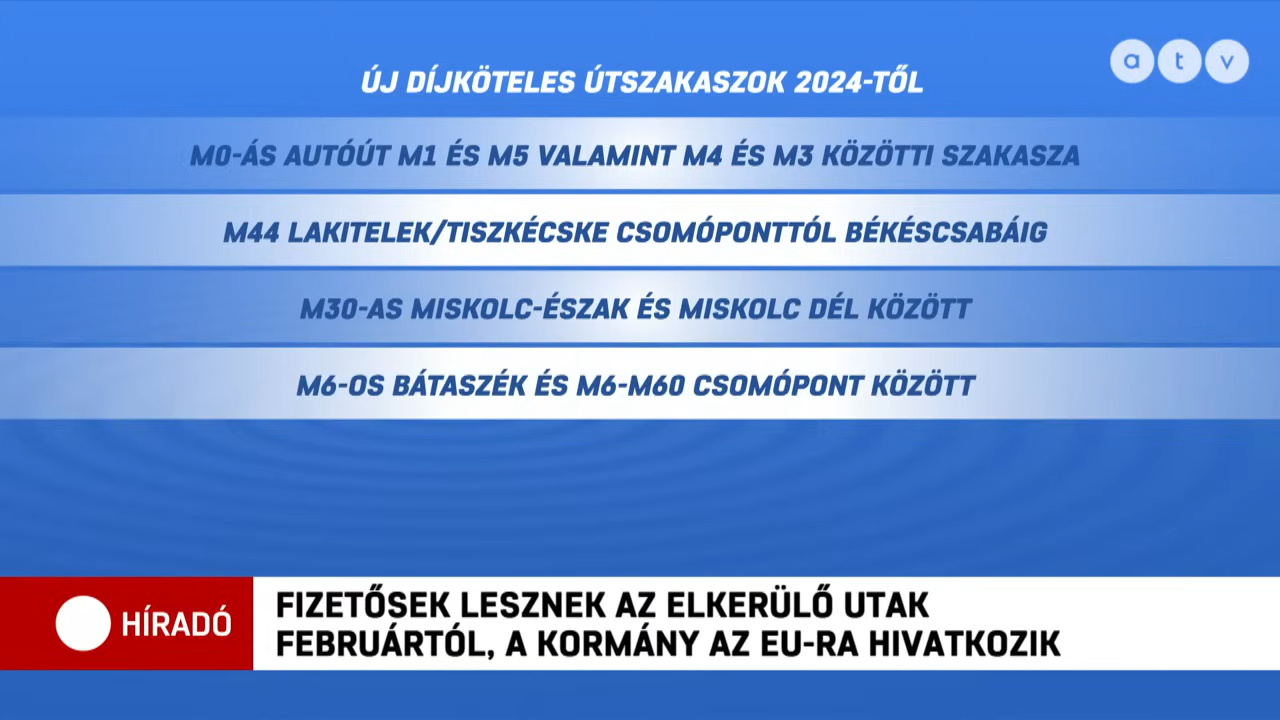 atv
ÚJ DÍJKÖTELES ÚTSZAKASZOK 2024-TŐL
M0-ÁS AUTÓÚT M1 ÉS M5 VALAMINT M4 ÉS M3 KÖZÖTTI SZAKASZA
M44 LAKITELEK/TISZKÉCSKE CSOMÓPONTTÓL BÉKÉSCSABÁIG
M30-AS MISKOLC-ÉSZAK ÉS MISKOLC DÉL KÖZÖTT
M6-OS BÁTASZÉK ÉS M6-M60 CSOMÓPONT KÖZÖTT
HÍRADÓ
FIZETŐSEK LESZNEK AZ ELKERÜLŐ UTAK
FEBRUÁRTÓL, A KORMÁNY AZ EU-RA HIVATKOZIK